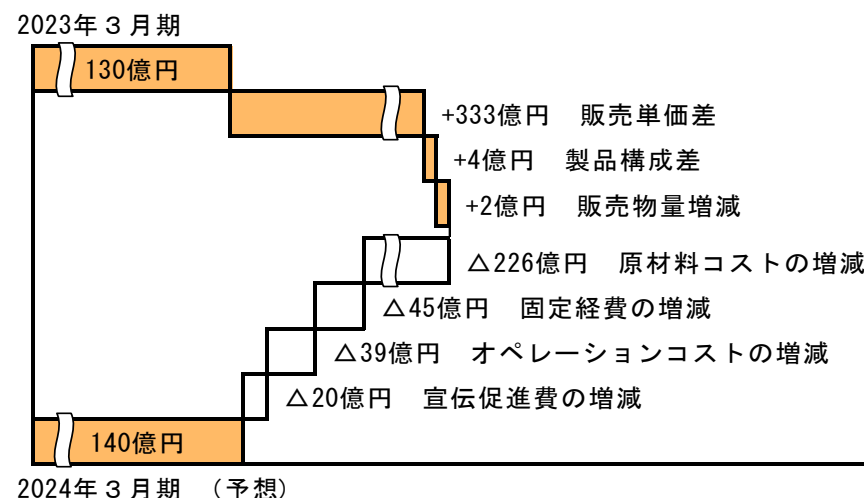 2023年３月期
130億円
+333億円　販売単価差
+4億円　製品構成差
+2億円　販売物量増減
△226億円　原材料コストの増減
△45億円　固定経費の増減
△39億円　オペレーションコストの増減
△20億円　宣伝促進費の増減
140億円
2024年３月期　（予想）